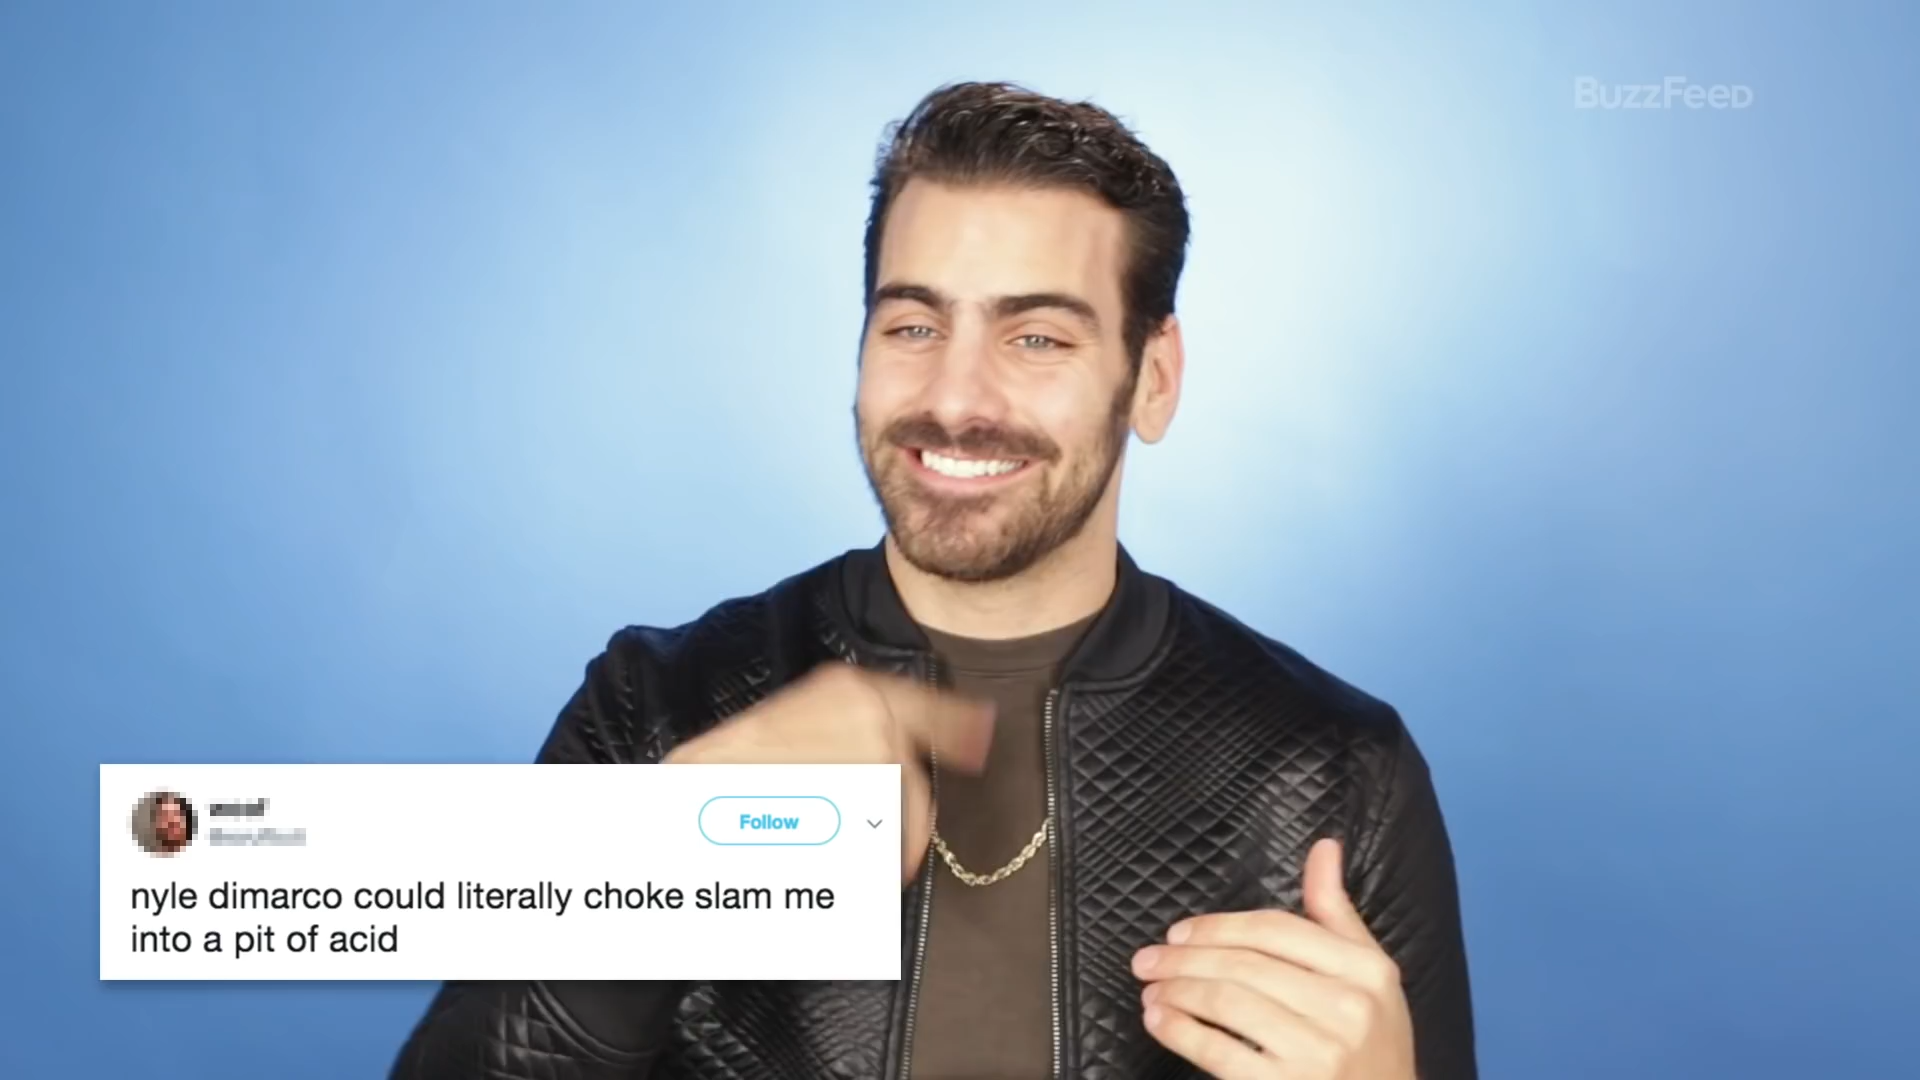 BuzzFeed
Follow
nyle dimarco could literally choke slam me
into a pit of acid